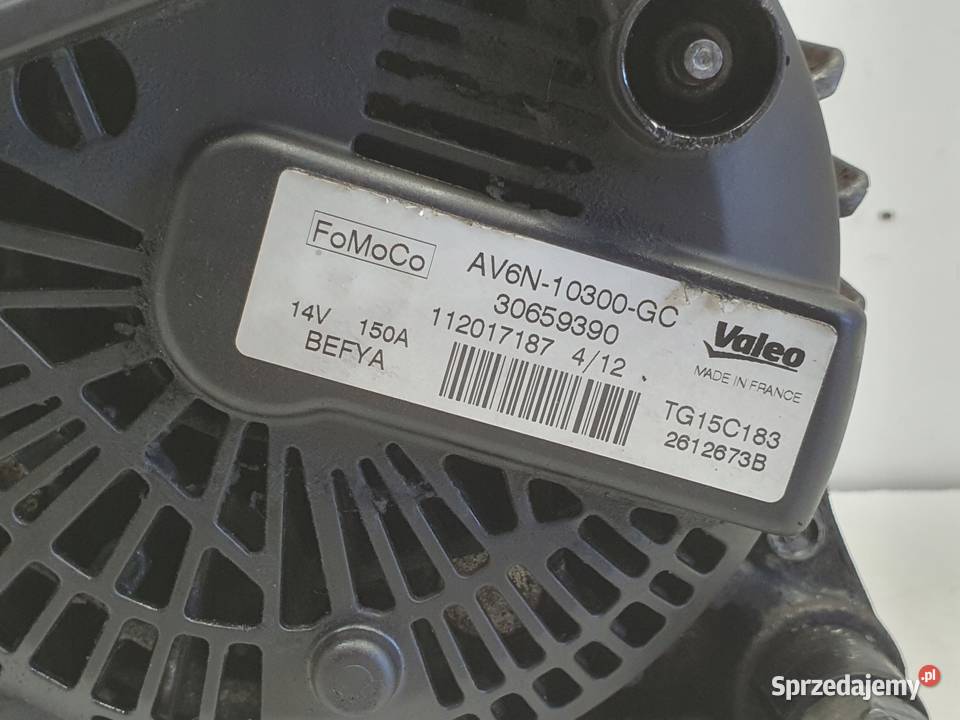 FoMoCo
AV6N-10300-GC
30659390
14V 150A
112017187 4/12
BEFYA
Valeo
MADE IN FRANCE
TG15C183
2612673B
Sprzedajemy.pl